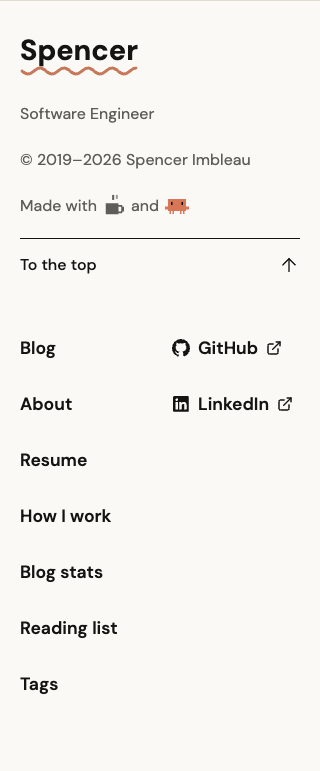 Spencer
Software Engineer
© 2019–2026 Spencer Imbleau
Made with and
To the top
Blog
GitHub
About
LinkedIn
Resume
How I work
Blog stats
Reading list
Tags